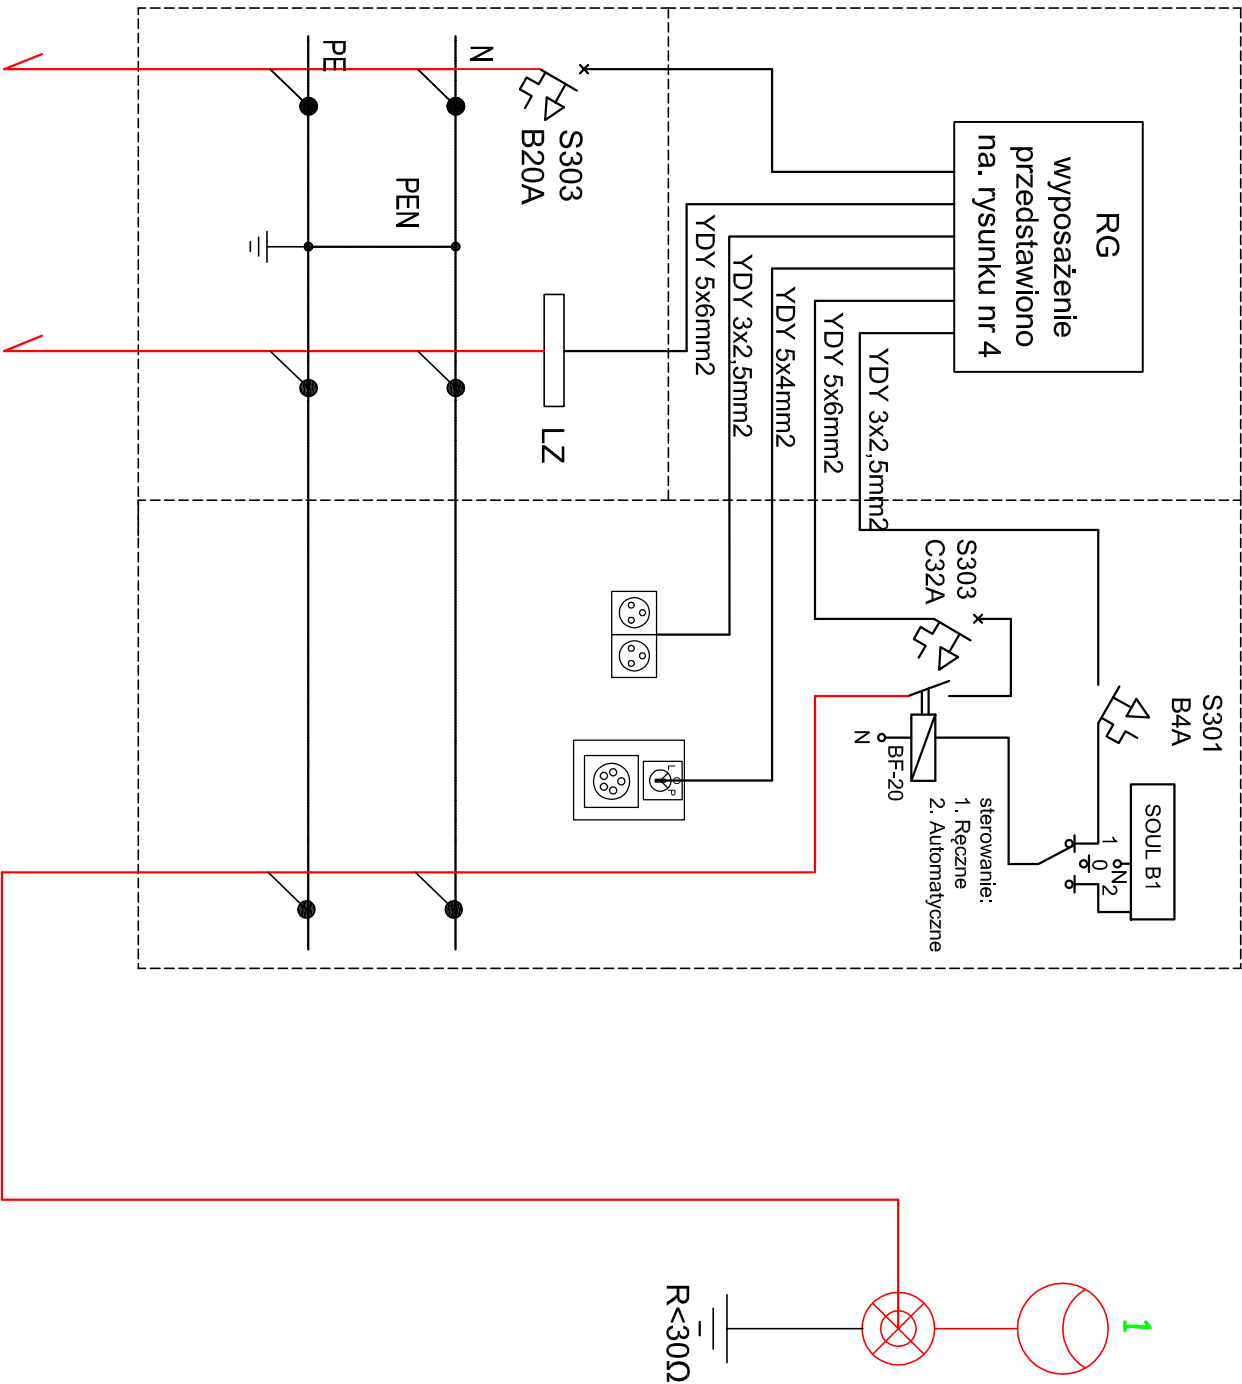 PE
N
S303
B20A
PEN
RG
wyposażenie
przedstawiono
na. rysunku nr 4
YDY 5x6mm2
YDY 3x2,5mm2
YDY 5x4mm2
YDY 5x6mm2
YDY 3x2,5mm2
LZ
S303
C32A
S301
B4A
N
BF-20
L
0
P
sterowanie:
1. Ręczne
2. Automatyczne
SOUL B1
1
0
N
2
R<30Ω
1